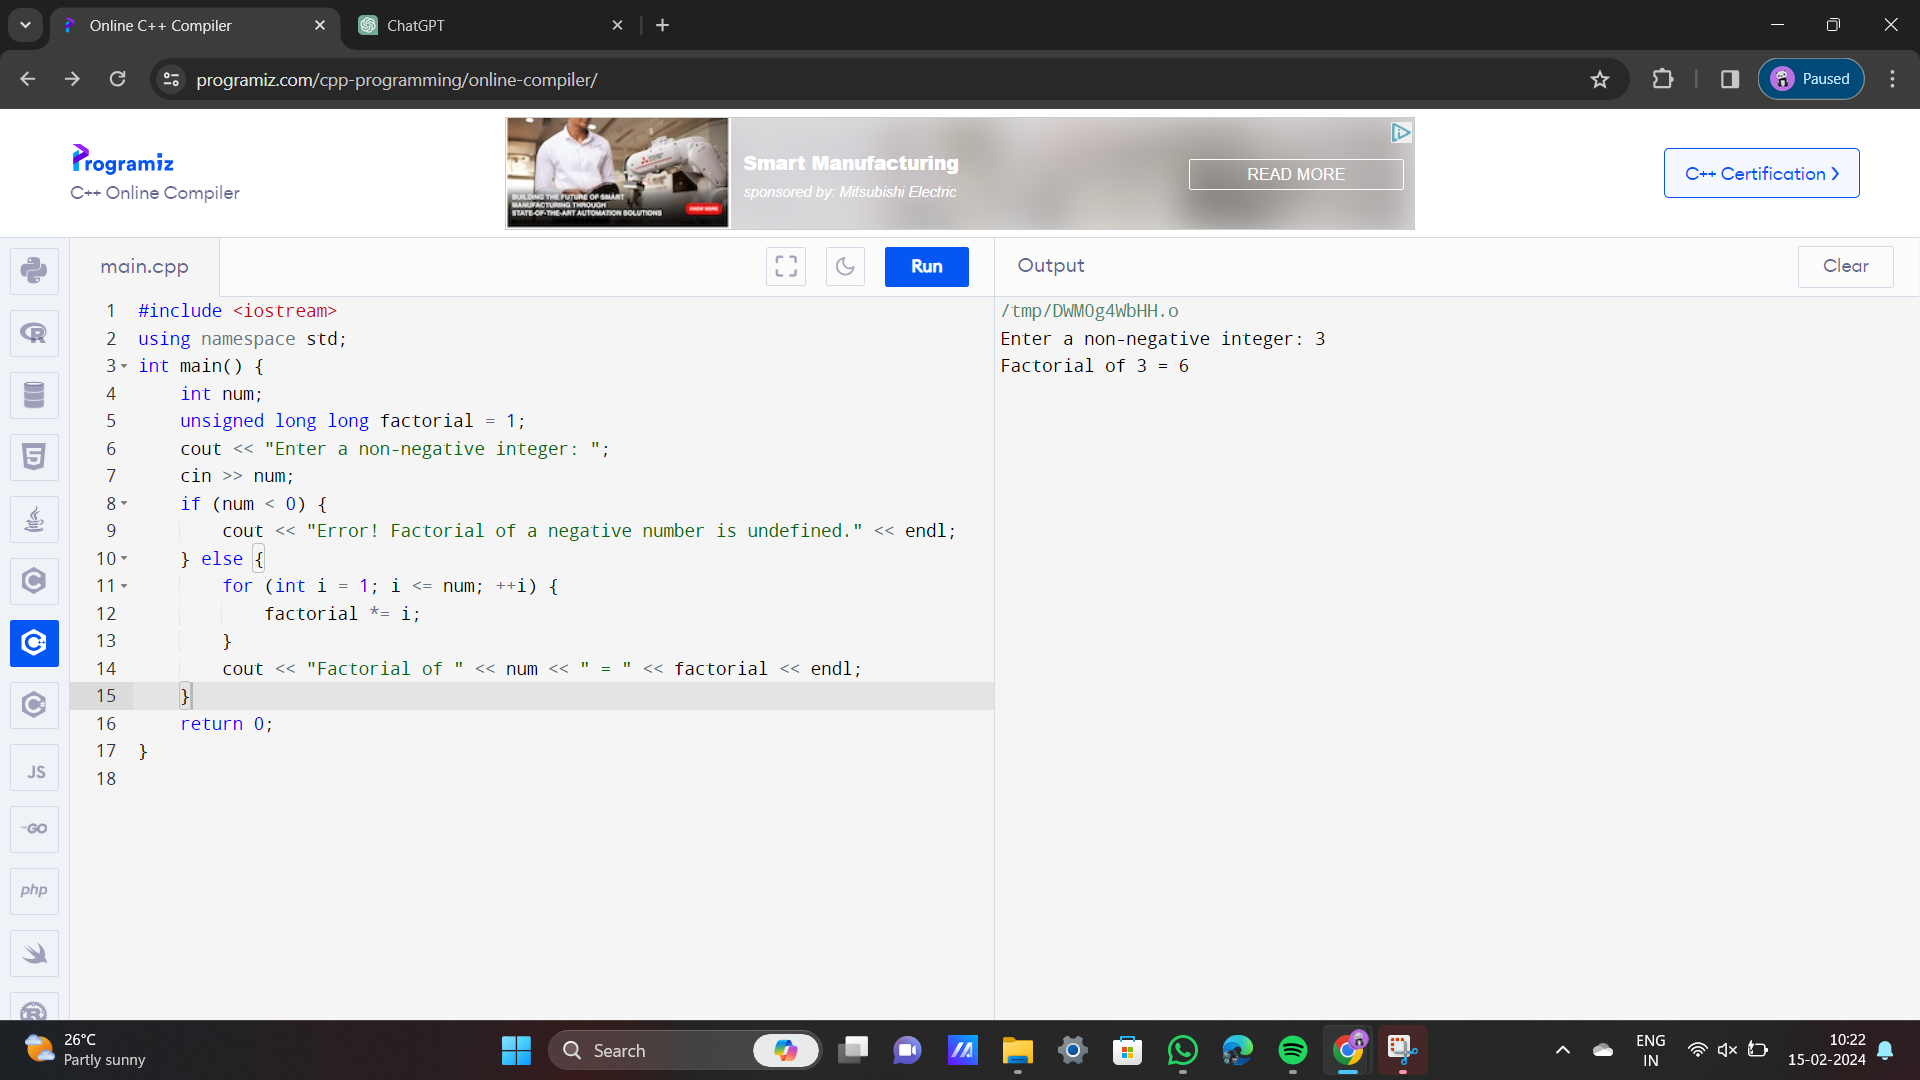 Online C++ Compiler
ChatGPT
programiz.com/cpp-programming/online-compiler/
Paused
Programiz
C++ Online Compiler
BUILDING THE FUTURE OF SMART
MANUFACTURING THROUGH
STATE-OF-THE-ART AUTOMATION SOLUTIONS
KNOW MORE
Smart Manufacturing
sponsored by: Mitsubishi Electric
READ MORE
C++ Certification >
main.cpp
Run
Output
Clear
1 #include <iostream>
2 using namespace std;
3 int main() {
4     int num;
5     unsigned long long factorial = 1;
6     cout << "Enter a non-negative integer: ";
7     cin >> num;
8     if (num < 0) {
9         cout << "Error! Factorial of a negative number is undefined." << endl;
10     } else {
11         for (int i = 1; i <= num; ++i) {
12             factorial *= i;
13         }
14         cout << "Factorial of " << num << " = " << factorial << endl;
15     }
16     return 0;
17 }
18
/tmp/DWMOg4WbHH.o
Enter a non-negative integer: 3
Factorial of 3 = 6
JS
GO
php
26°C
Partly sunny
Search
ENG
IN
10:22
15-02-2024